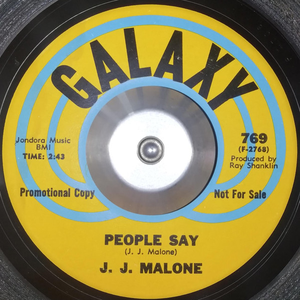 GALAXY
Jondora Music
BMI
TIME: 2:43
769
(F-2768)
Produced by
Ray Shanklin
Promotional Copy
Not For Sale
PEOPLE SAY
(J. J. Malone)
J. J. MALONE